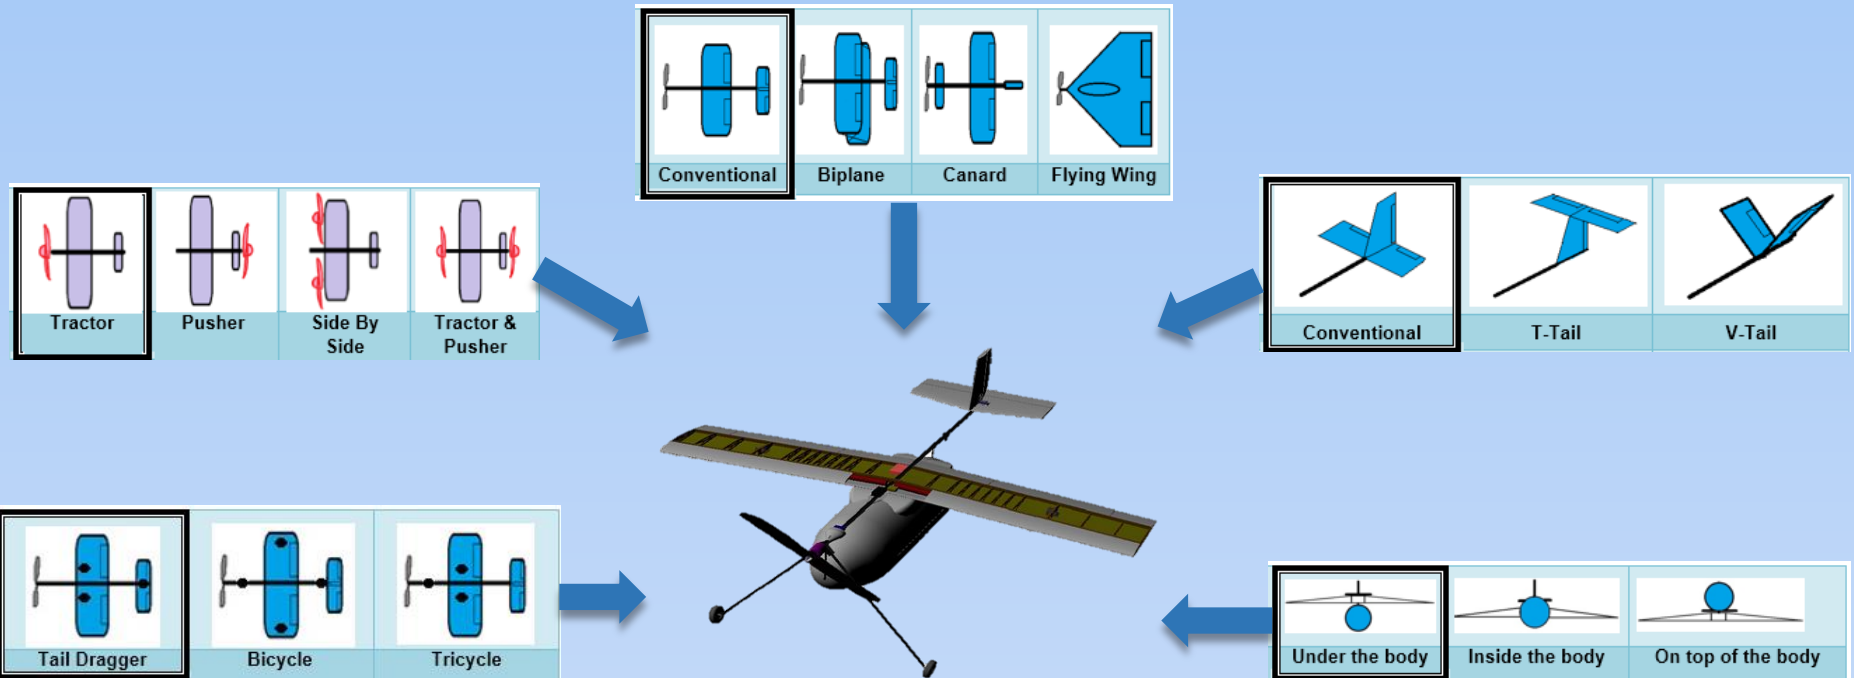 Conventional
Biplane
Canard
Flying Wing
Tractor
Pusher
Side By
Side
Tractor &
Pusher
Conventional
T-Tail
V-Tail
Tail Dragger
Bicycle
Tricycle
Under the body
Inside the body
On top of the body